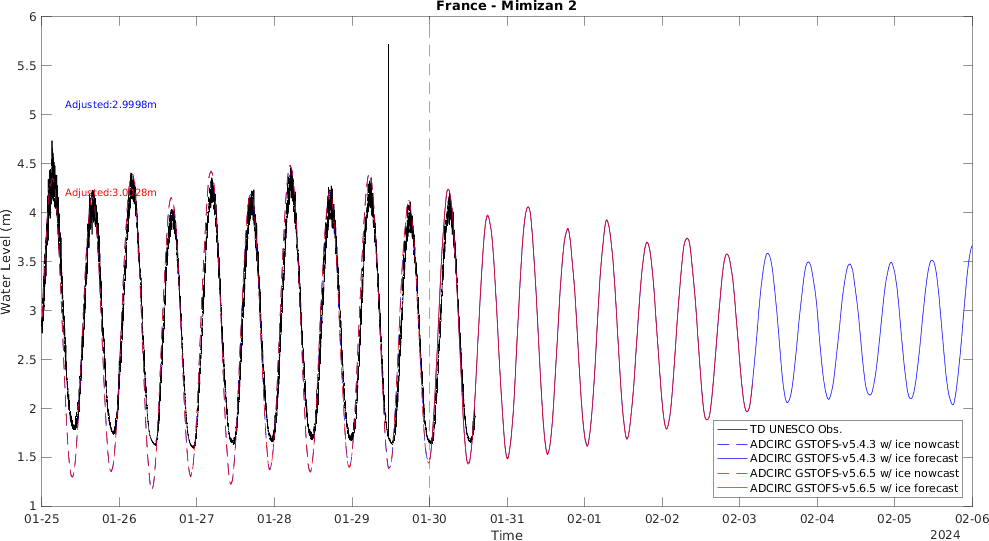 France - Mimizan 2
6
5.5
5
4.5
4
3.5
3
2.5
2
1.5
1
Water Level (m)
Adjusted:2.9998m
TD UNESCO Obs.
ADCIRC GSTOFS-v5.4.3 w/ ice nowcast
ADCIRC GSTOFS-v5.4.3 w/ ice forecast
ADCIRC GSTOFS-v5.6.5 w/ ice nowcast
ADCIRC GSTOFS-v5.6.5 w/ ice forecast
01-25 01-26 01-27 01-28 01-29 01-30 01-31 02-01 02-02 02-03 02-04 02-05 02-06
Time
2024